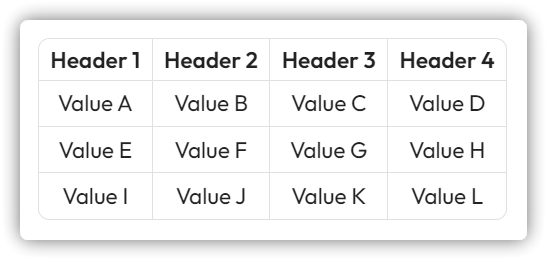 Header 1 Header 2 Header 3 Header 4
Value A Value B Value C Value D
Value E Value F Value G Value H
Value I Value J Value K Value L